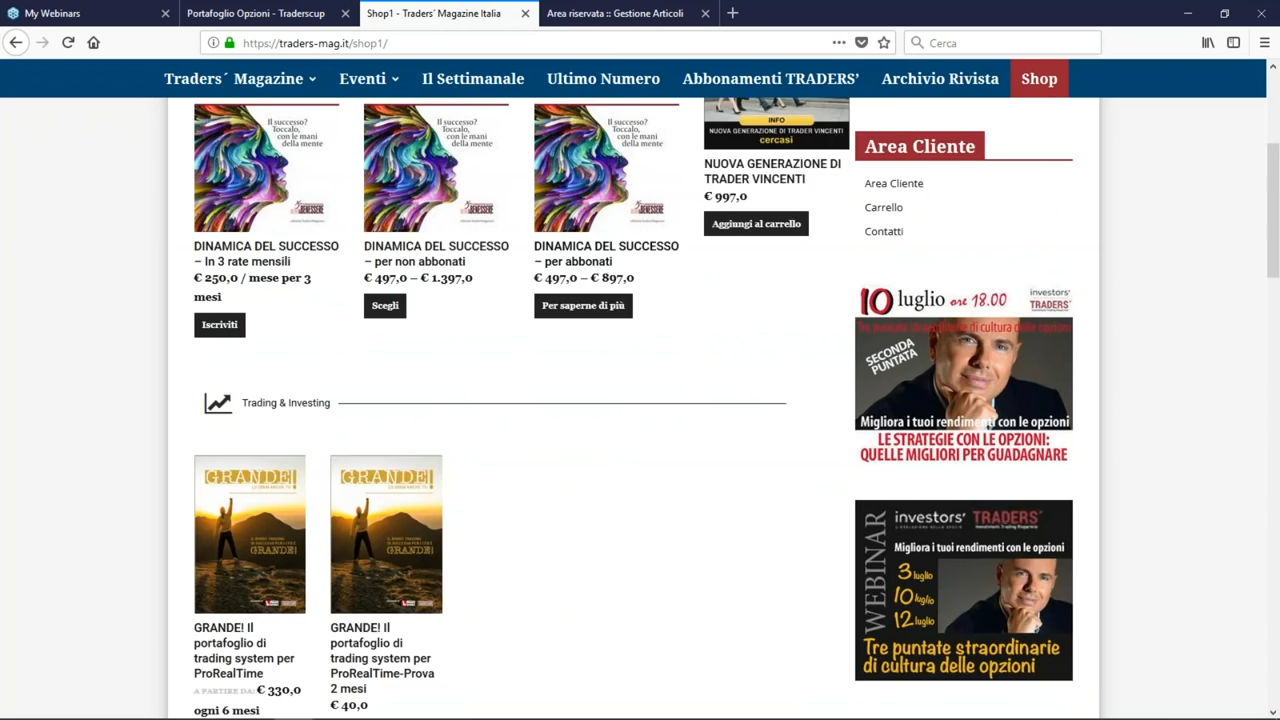 My Webinars
Portafoglio Opzioni - Traderscup
Shop1 - Traders´ Magazine Italia
Area riservata :: Gestione Articoli
https://traders-mag.it/shop1/
Cerca
Traders´ Magazine
Eventi
Il Settimanale
Ultimo Numero
Abbonamenti TRADERS’
Archivio Rivista
Shop
Il successo?
Toccalo,
con le mani
della mente
DINAMICA DEL SUCCESSO
– In 3 rate mensili
€ 250,0 / mese per 3
mesi
Iscriviti
Il successo?
Toccalo,
con le mani
della mente
DINAMICA DEL SUCCESSO
– per non abbonati
€ 497,0 – € 1.397,0
Scegli
Il successo?
Toccalo,
con le mani
della mente
DINAMICA DEL SUCCESSO
– per abbonati
€ 497,0 – € 897,0
Per saperne di più
INFO
NUOVA GENERAZIONE DI TRADER VINCENTI
cercasi
NUOVA GENERAZIONE DI
TRADER VINCENTI
€ 997,0
Aggiungi al carrello
Area Cliente
Area Cliente
Carrello
Contatti
10 luglio ore 18.00
investors'
TRADERS'
Tre puntate straordinarie di cultura delle opzioni
SECONDA
PUNTATA
Migliora i tuoi rendimenti con le opzioni
LE STRATEGIE CON LE OPZIONI:
QUELLE MIGLIORI PER GUADAGNARE
WEBINAR
investors' TRADERS'
Migliora i tuoi rendimenti con le opzioni
3 luglio
10 luglio
12 luglio
Tre puntate straordinarie
di cultura delle opzioni
Trading & Investing
GRANDE!
GRANDE!
GRANDE! Il
portafoglio di
trading system per
ProRealTime
A PARTIRE DA: € 330,0
ogni 6 mesi
GRANDE!
GRANDE!
GRANDE! Il
portafoglio di
trading system per
ProRealTime-Prova
2 mesi
€ 40,0